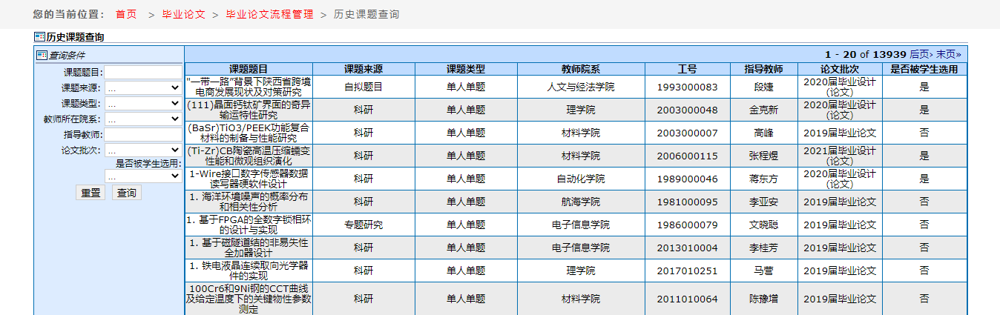 您的当前位置： 首页 > 毕业论文 > 毕业论文流程管理 > 历史课题查询
历史课题查询
查询条件
课题题目:
课题来源: ...
课题类型: ...
教师所在院系: ...
指导教师:
论文批次: ...
是否被学生选用:
...
重置 查询
1 - 20 of 13939 后页› 末页»
课题题目 课题来源 课题类型 教师院系 工号 指导教师 论文批次 是否被学生选用
"一带一路”背景下陕西省跨境
电商发展现状及对策研究 自拟题目 单人单题 人文与经法学院 1993000083 段婕 2020届毕业设计
（论文） 是
(111)晶面钙钛矿界面的奇异
输运特性研究 科研 单人单题 理学院 2003000048 金克新 2020届毕业设计
（论文） 是
(BaSr)TiO3/PEEK功能复合
材料的制备与性能研究 科研 单人单题 材料学院 2003000007 高峰 2019届毕业论文 否
(Ti-Zr)CB陶瓷高温压缩蠕变
性能和微观组织演化 科研 单人单题 材料学院 2006000115 张程煜 2021届毕业设计
（论文） 是
1-Wire接口数字传感器数据
读写器硬软件设计 科研 单人单题 自动化学院 1989000046 蒋东方 2020届毕业设计
（论文） 是
1. 海洋环境噪声的概率分布
和相关性分析 科研 单人单题 航海学院 1981000095 李亚安 2019届毕业论文 否
1. 基于FPGA的全数字锁相环
的设计与实现 专题研究 单人单题 电子信息学院 1986000079 文晓聪 2019届毕业论文 否
1. 基于磁隧道结的非易失性
全加器设计 科研 单人单题 电子信息学院 2013010004 李桂芳 2019届毕业论文 否
1. 铁电液晶连续取向光学器
件的实现 科研 单人单题 理学院 2017010251 马营 2019届毕业论文 否
100Cr6和9Ni钢的CCT曲线
及给定温度下的关键物性参数
测定 科研 单人单题 材料学院 2011010064 陈豫增 2019届毕业论文 否